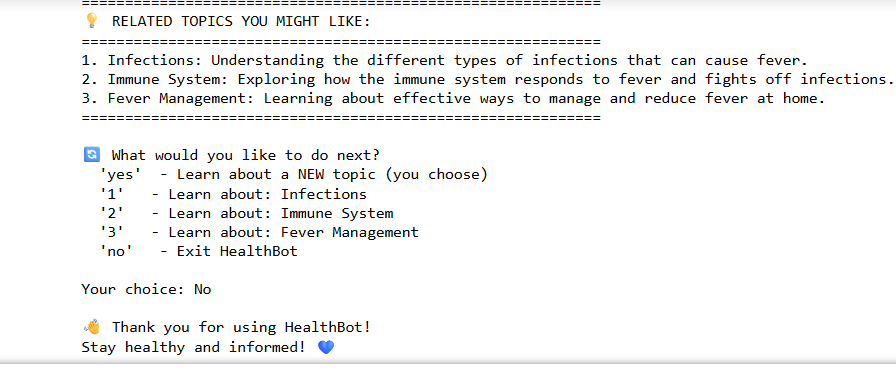 ============================================================
💡 RELATED TOPICS YOU MIGHT LIKE:
============================================================
1. Infections: Understanding the different types of infections that can cause fever.
2. Immune System: Exploring how the immune system responds to fever and fights off infections.
3. Fever Management: Learning about effective ways to manage and reduce fever at home.
============================================================
🔄 What would you like to do next?
'yes'  - Learn about a NEW topic (you choose)
'1'   - Learn about: Infections
'2'   - Learn about: Immune System
'3'   - Learn about: Fever Management
'no'   - Exit HealthBot
Your choice: No
👋 Thank you for using HealthBot!
Stay healthy and informed! 💙